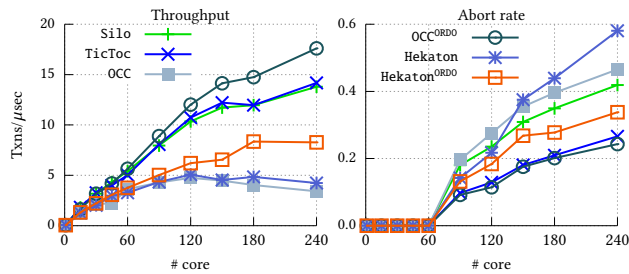 Throughput
Silo
TicToc
OCC
Txns/μsec
25
20
15
10
5
0
0 60 120 180 240
# core
Abort rate
OCC^ORDO
Hekaton
Hekaton^ORDO
0.6
0.4
0.2
0.0
0 60 120 180 240
# core